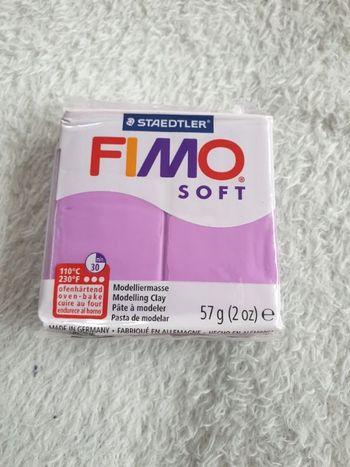 STAEDTLER
FIMO®
SOFT
min
30
110°C
230°F
ofenhärtend
oven-bake
cuire au four
endurece al horno
Modelliermasse
Modelling Clay
Pâte à modeler
Pasta de modelar
57 g (2 oz) ℮
MADE IN GERMANY • FABRIQUÉ EN ALLEMAGNE • HECHO EN ALEMANIA